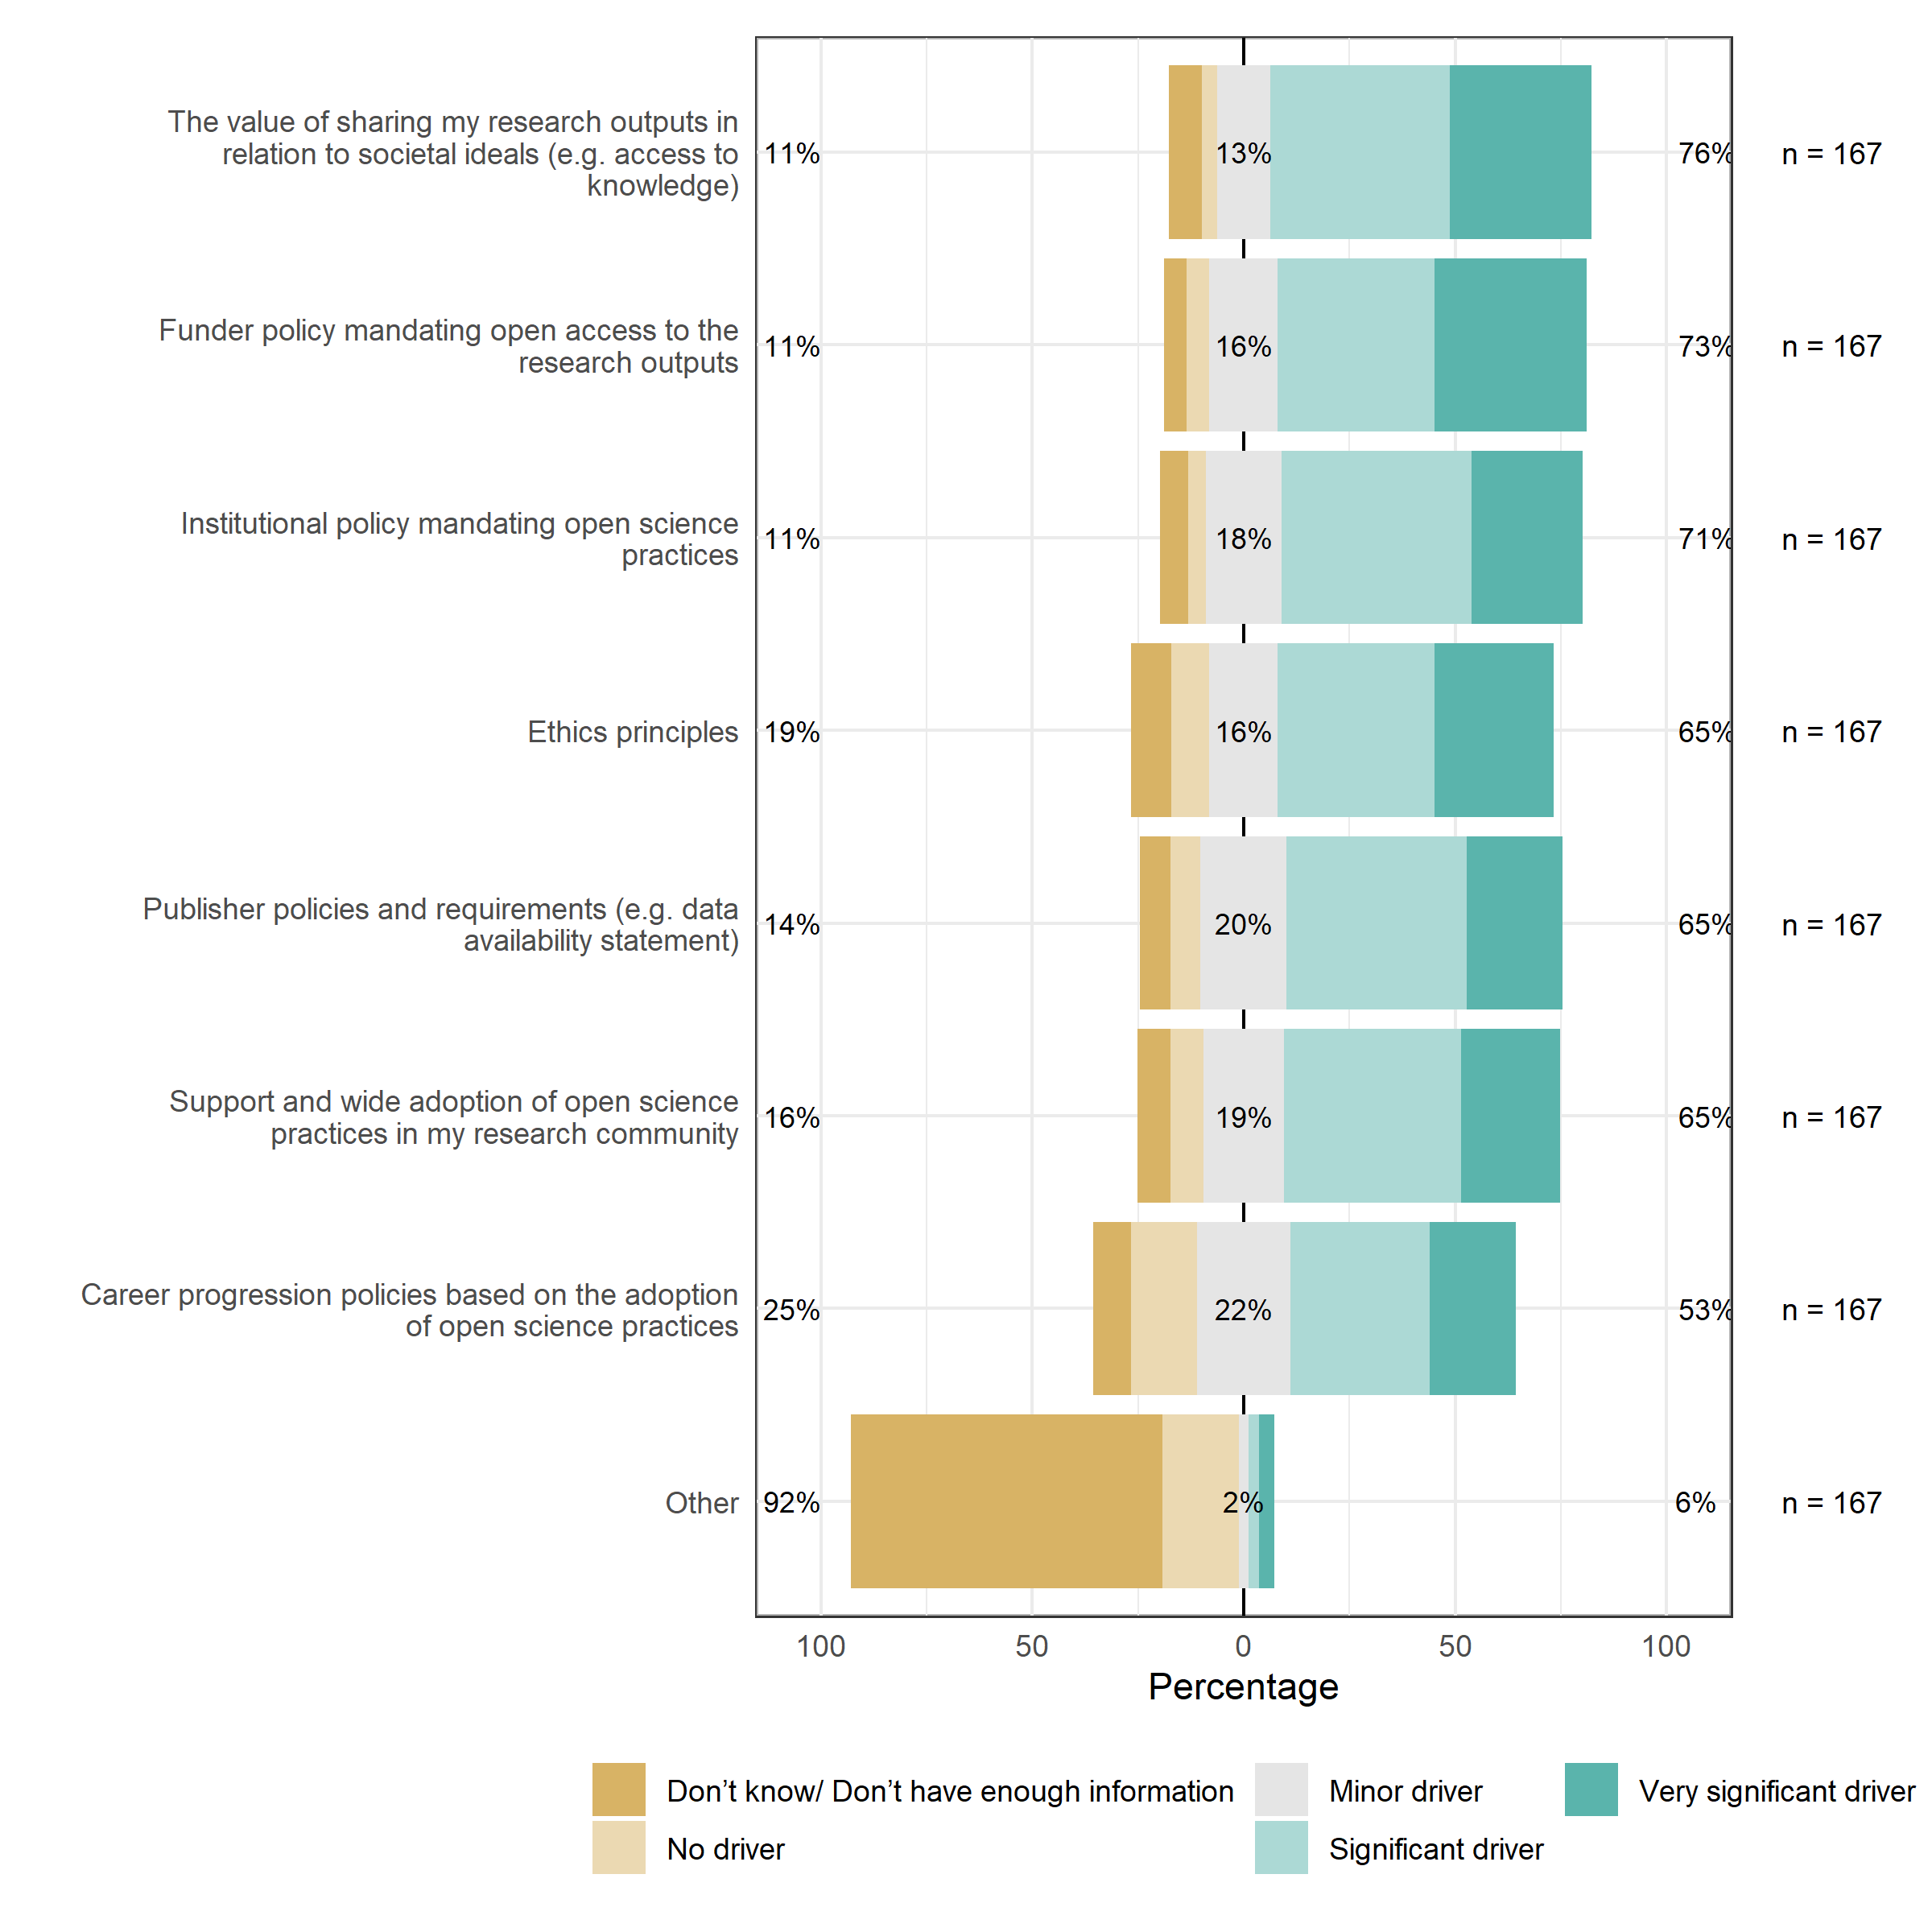 The value of sharing my research outputs in
relation to societal ideals (e.g. access to
knowledge)
11%
13%
76%
n = 167
Funder policy mandating open access to the
research outputs
11%
16%
73%
n = 167
Institutional policy mandating open science
practices
11%
18%
71%
n = 167
Ethics principles
19%
16%
65%
n = 167
Publisher policies and requirements (e.g. data
availability statement)
14%
20%
65%
n = 167
Support and wide adoption of open science
practices in my research community
16%
19%
65%
n = 167
Career progression policies based on the adoption
of open science practices
25%
22%
53%
n = 167
Other
92%
2%
6%
n = 167
100 50 0 50 100
Percentage
Don’t know/ Don’t have enough information
No driver
Minor driver
Significant driver
Very significant driver